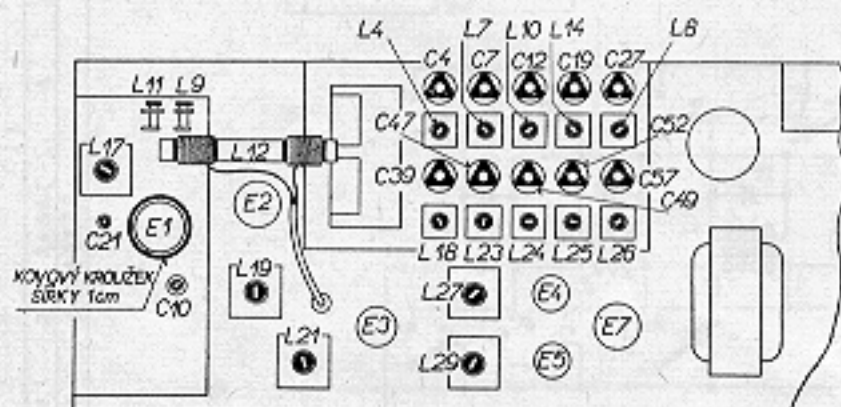 L4 L7 L10 L14 L6
C4 C7 C12 C19 C27
L11 L9
C47 C52
L17 L12
C39 C57
E2 C49
C21 E1
L18 L23 L24 L25 L26
KOVOVÝ KROUŽEK
ŠÍŘKY 1cm
C10 L19 L27 E4
E3 E7
L21
L29 E5